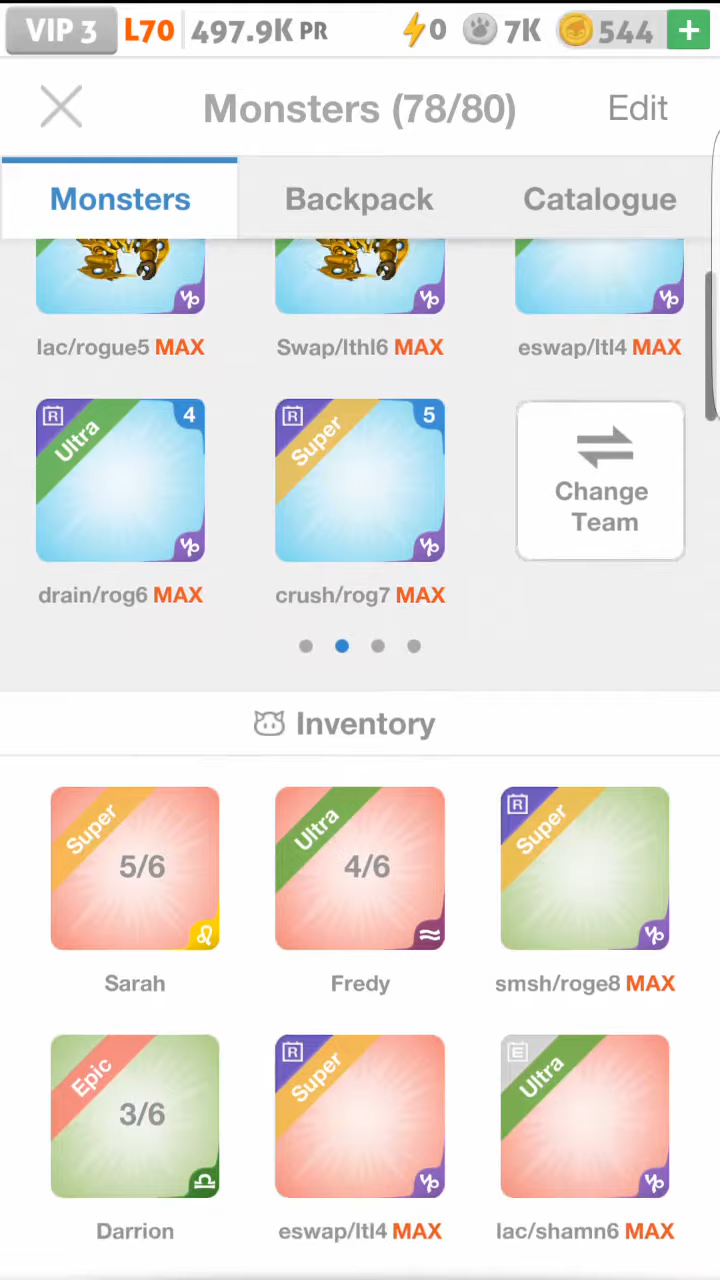 VIP 3 L70 497.9K PR 0 7K 544 +
Monsters (78/80) Edit
Monsters Backpack Catalogue
lac/rogue5 MAX Swap/lthl6 MAX eswap/ltl4 MAX
R Ultra 4 R Super 5
Change
Team
drain/rog6 MAX crush/rog7 MAX
Inventory
Super 5/6 Ultra 4/6 R Super
Sarah Fredy smsh/roge8 MAX
Epic 3/6 R Super E Ultra
Darrion eswap/ltl4 MAX lac/shamn6 MAX